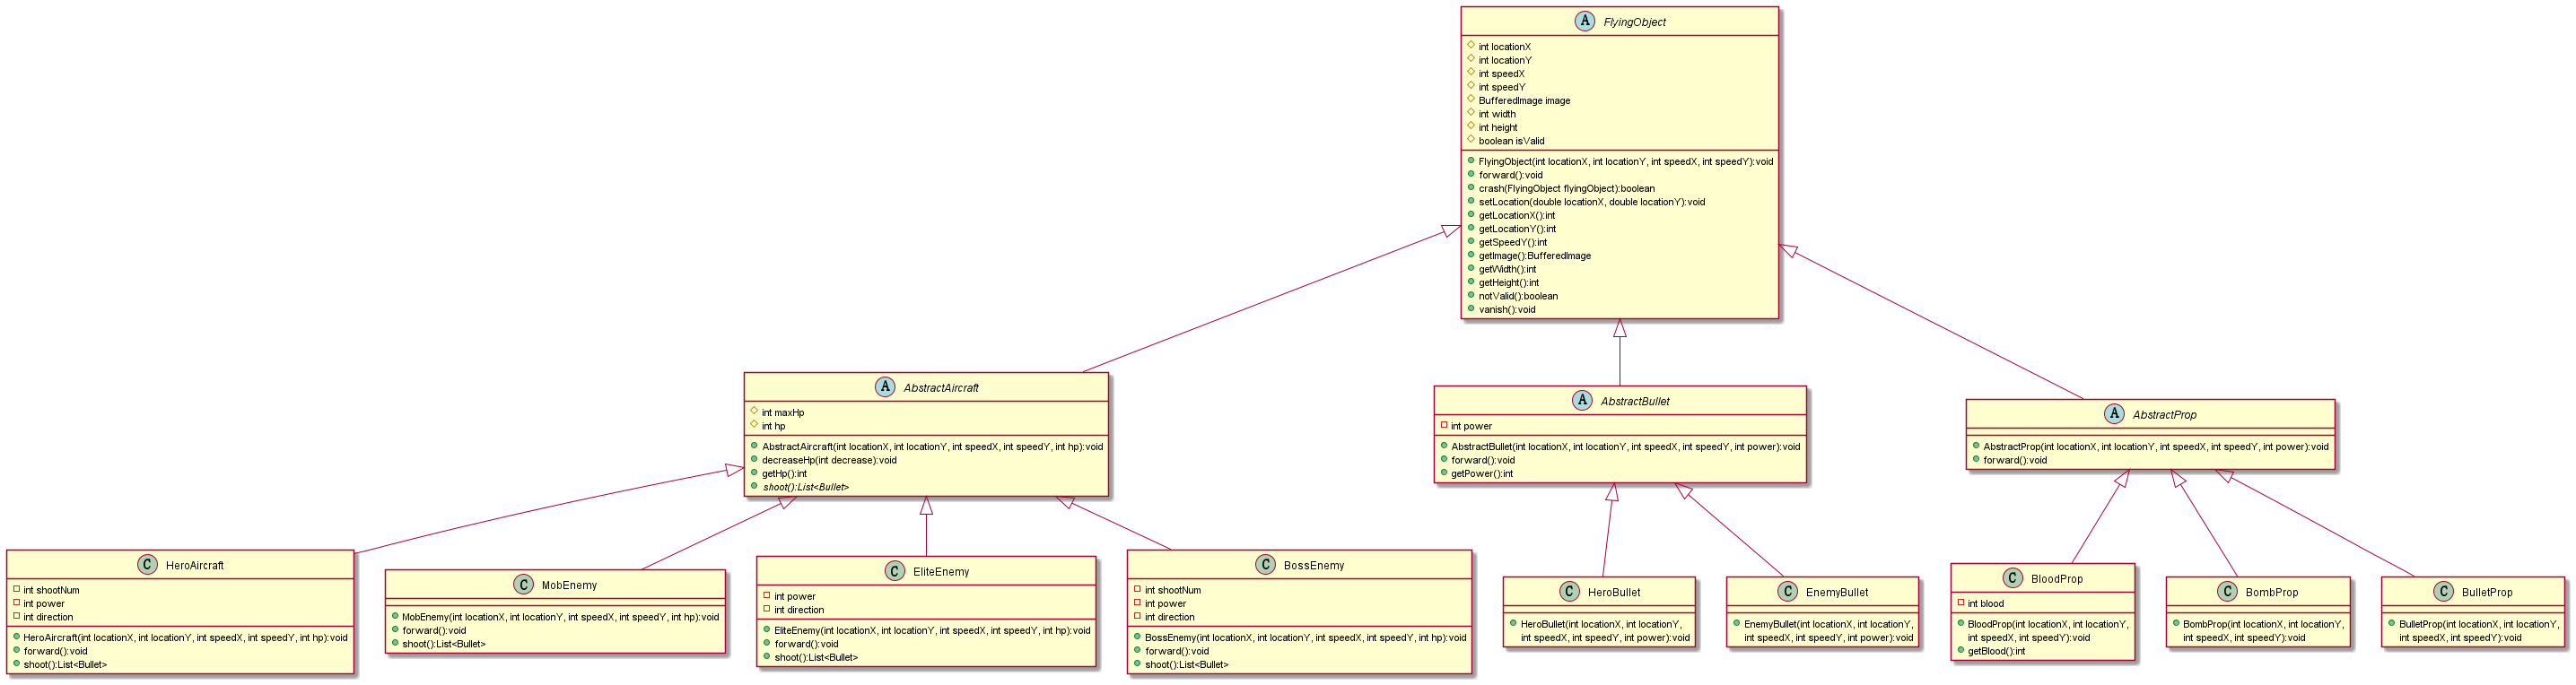 A FlyingObject
int locationX
int locationY
int speedX
int speedY
BufferedImage image
int width
int height
boolean isValid
FlyingObject(int locationX, int locationY, int speedX, int speedY):void
forward():void
crash(FlyingObject flyingObject):boolean
setLocation(double locationX, double locationY):void
getLocationX():int
getLocationY():int
getSpeedY():int
getImage():BufferedImage
getWidth():int
getHeight():int
notValid():boolean
vanish():void
A AbstractAircraft
int maxHp
int hp
AbstractAircraft(int locationX, int locationY, int speedX, int speedY, int hp):void
decreaseHp(int decrease):void
getHp():int
shoot():List<Bullet>
A AbstractBullet
int power
AbstractBullet(int locationX, int locationY, int speedX, int speedY, int power):void
forward():void
getPower():int
A AbstractProp
AbstractProp(int locationX, int locationY, int speedX, int speedY, int power):void
forward():void
C HeroAircraft
int shootNum
int power
int direction
HeroAircraft(int locationX, int locationY, int speedX, int speedY, int hp):void
forward():void
shoot():List<Bullet>
C MobEnemy
MobEnemy(int locationX, int locationY, int speedX, int speedY, int hp):void
forward():void
shoot():List<Bullet>
C EliteEnemy
int power
int direction
EliteEnemy(int locationX, int locationY, int speedX, int speedY, int hp):void
forward():void
shoot():List<Bullet>
C BossEnemy
int shootNum
int power
int direction
BossEnemy(int locationX, int locationY, int speedX, int speedY, int hp):void
forward():void
shoot():List<Bullet>
C HeroBullet
HeroBullet(int locationX, int locationY,
int speedX, int speedY, int power):void
C EnemyBullet
EnemyBullet(int locationX, int locationY,
int speedX, int speedY, int power):void
C BloodProp
int blood
BloodProp(int locationX, int locationY,
int speedX, int speedY):void
getBlood():int
C BombProp
BombProp(int locationX, int locationY,
int speedX, int speedY):void
C BulletProp
BulletProp(int locationX, int locationY,
int speedX, int speedY):void